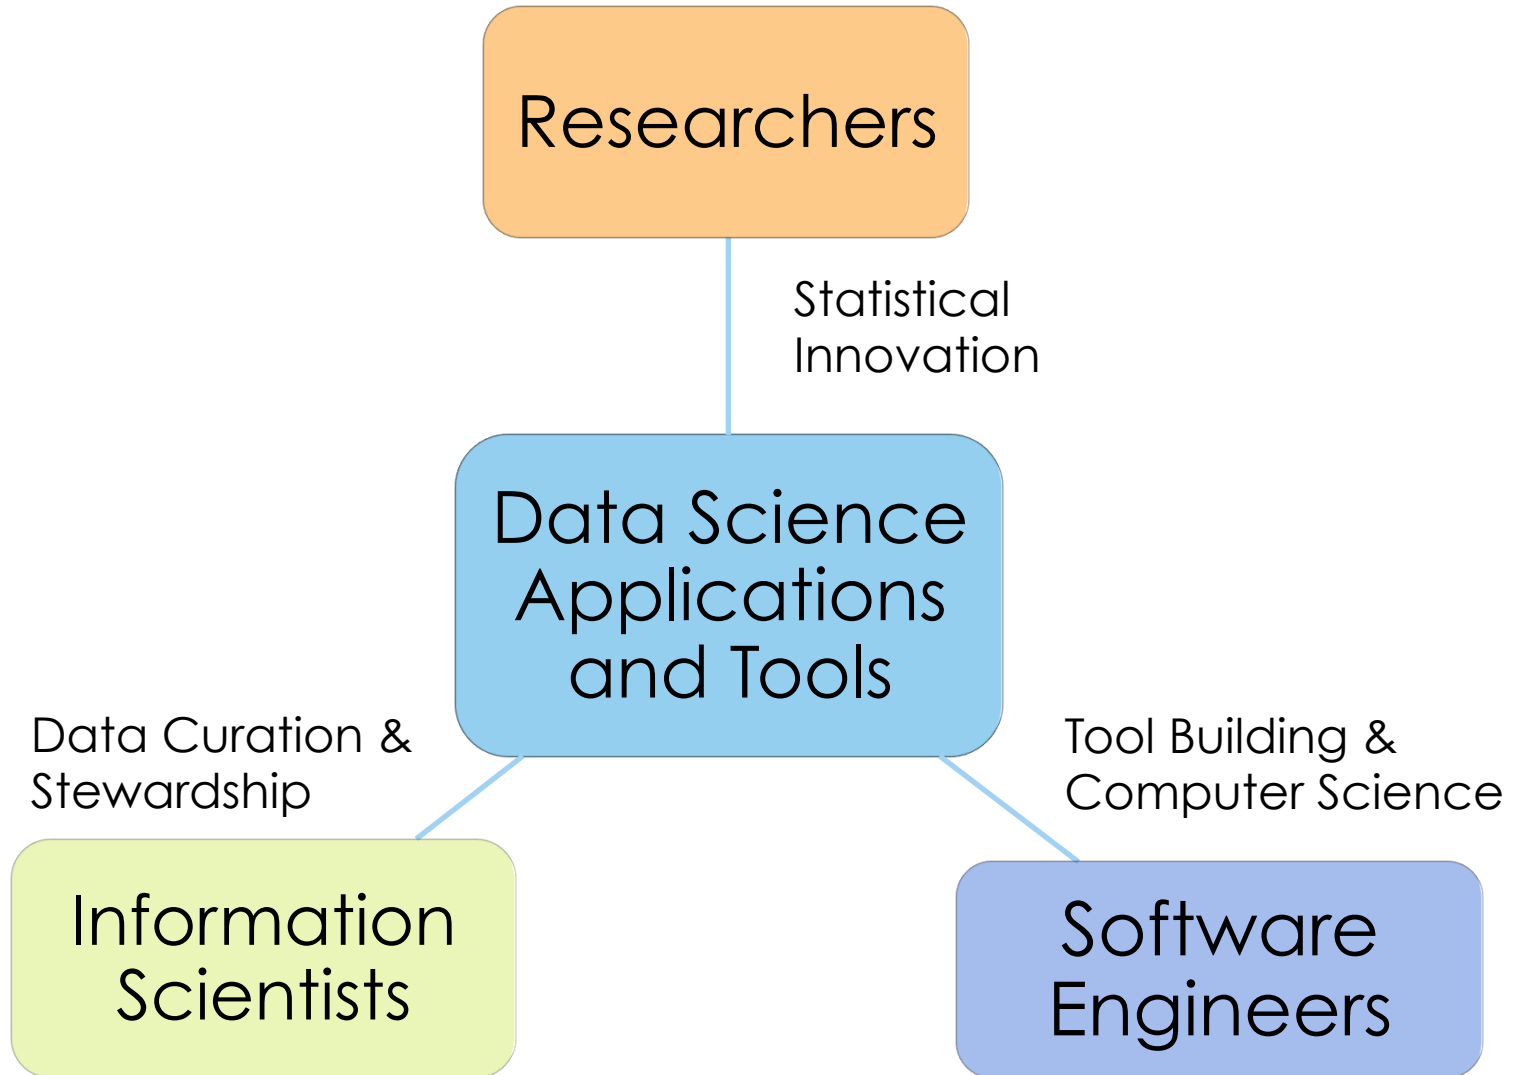 Researchers
Statistical
Innovation
Data Science
Applications
and Tools
Data Curation &
Stewardship
Tool Building &
Computer Science
Information
Scientists
Software
Engineers